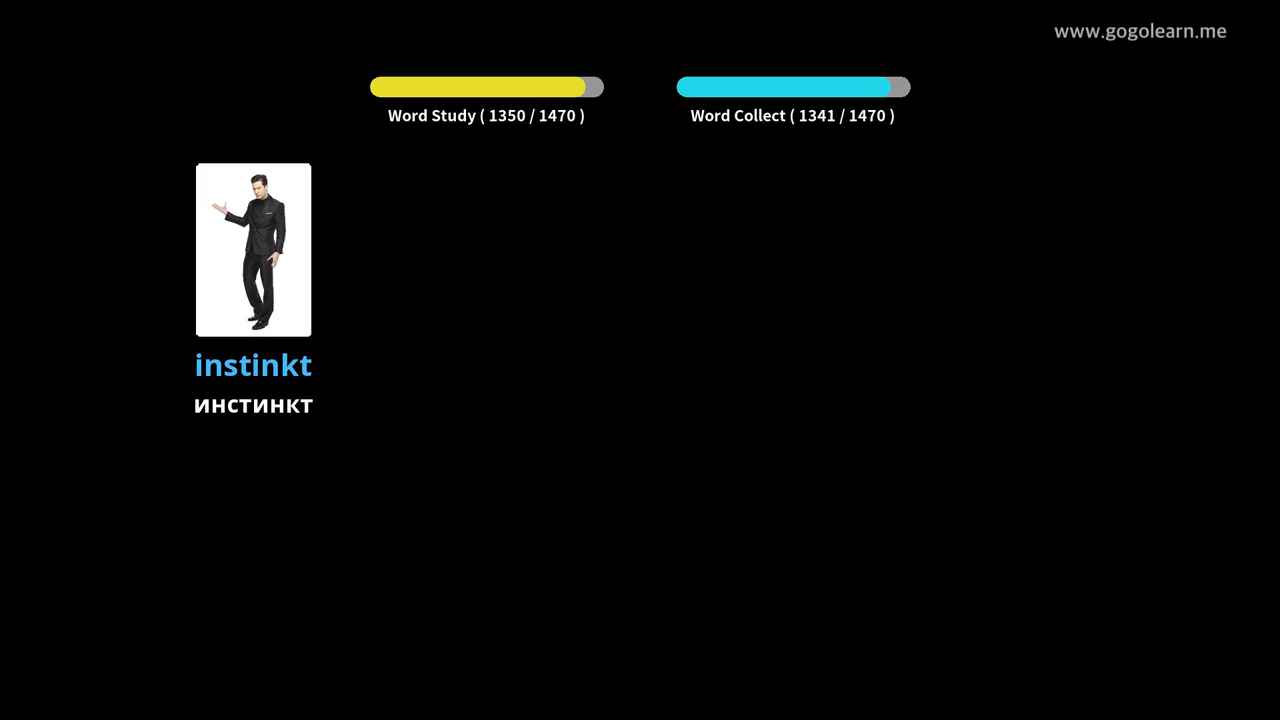 www.gogolearn.me
Word Study ( 1350 / 1470 )
Word Collect ( 1341 / 1470 )
instinkt
инстинкт